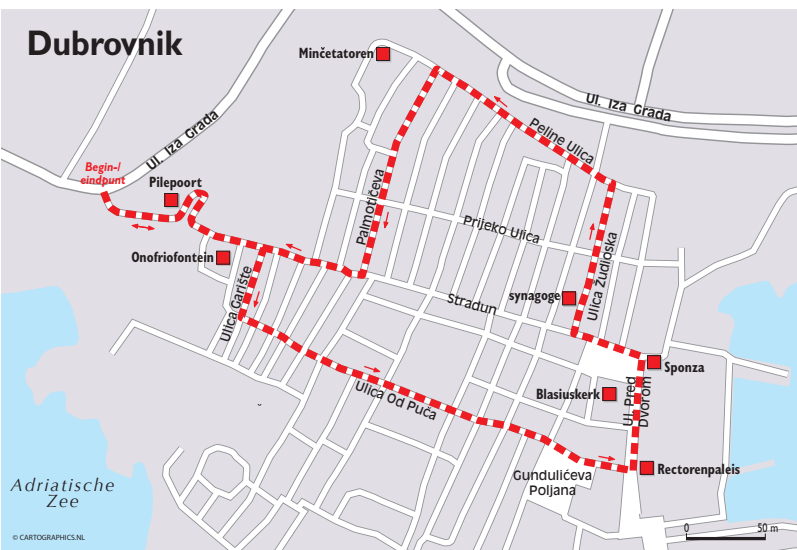 Dubrovnik
Minčetatoren
Ul. Iza Grada
Ul. Iza Grada
Peline Ulica
Begin-/
eindpunt
Pilepoort
Palmotićeva
Prijeko Ulica
Onofriofontein
Ulica Žudioska
synagoge
Stradun
Ulica Garište
Sponza
Ulica Od Puča
Blasiuskerk
Ul. Pred
Dvorom
Gundulićeva
Poljana
Rectorenpaleis
Adriatische
Zee
0 50 m
© CARTOGRAPHICS.NL